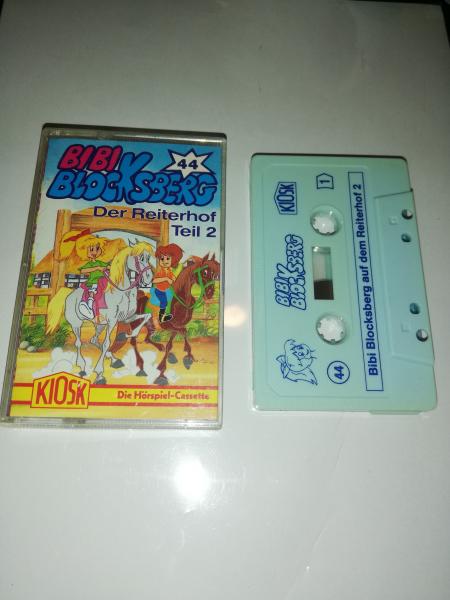 BIBI
BLOCKSBERG
44
Der Reiterhof
Teil 2
KIOSK
Die Hörspiel-Cassette
KIOSK
1
BIBI
BLOCKSBERG
44
Bibi Blocksberg auf dem Reiterhof 2